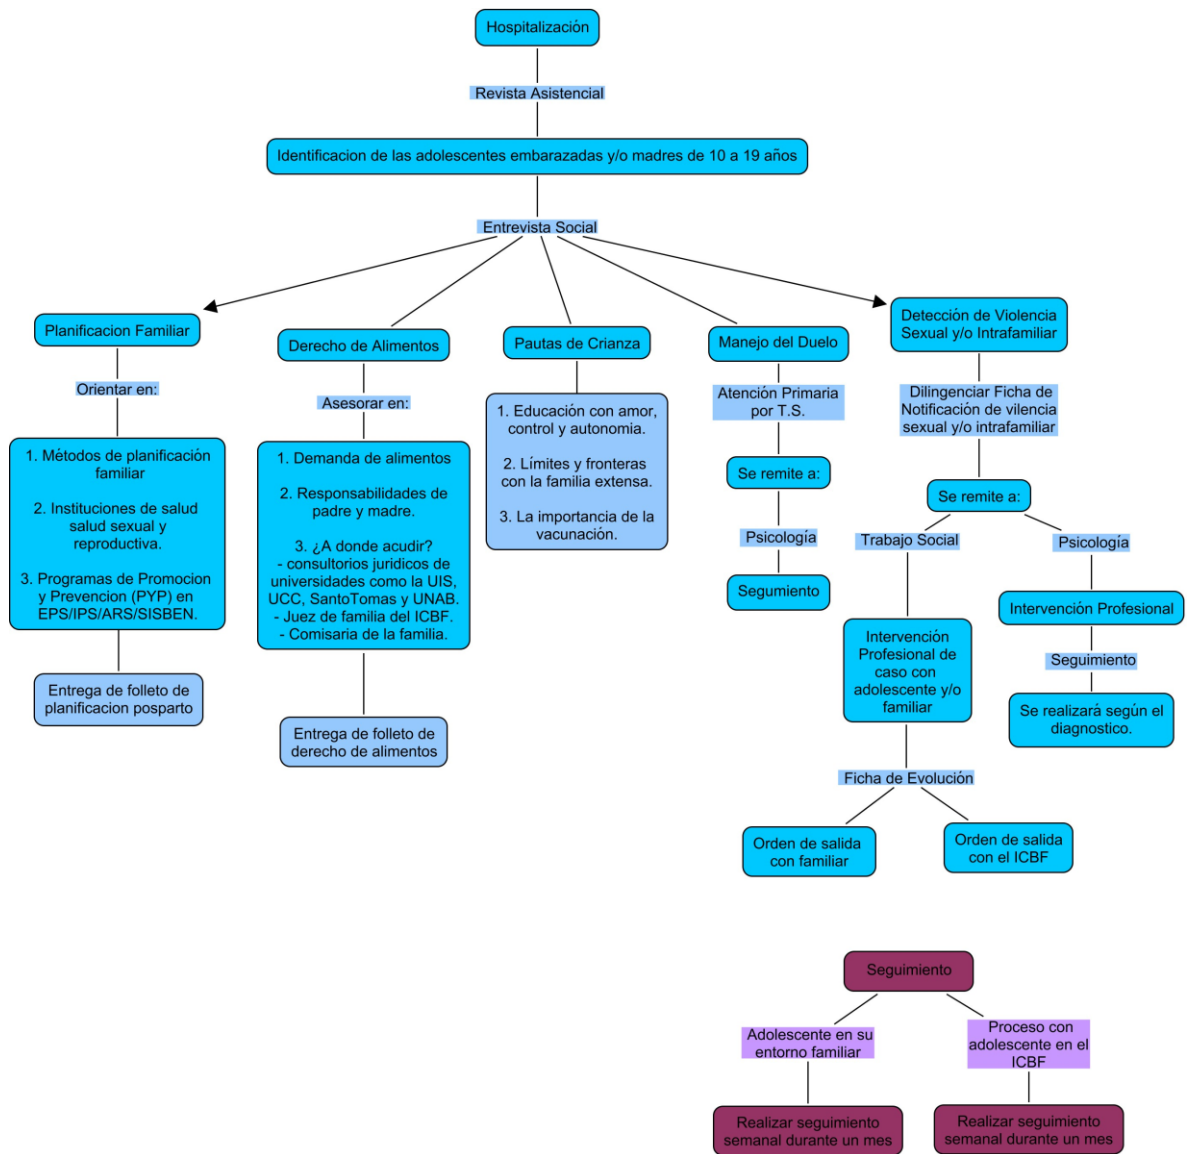 Hospitalización
Revista Asistencial
Identificacion de las adolescentes embarazadas y/o madres de 10 a 19 años
Entrevista Social
Planificacion Familiar
Orientar en:
1. Métodos de planificación
familiar
2. Instituciones de salud
salud sexual y
reproductiva.
3. Programas de Promocion
y Prevencion (PYP) en
EPS/IPS/ARS/SISBEN.
Entrega de folleto de
planificacion posparto
Derecho de Alimentos
Asesorar en:
1. Demanda de alimentos
2. Responsabilidades de
padre y madre.
3. ¿A donde acudir?
- consultorios juridicos de
universidades como la UIS,
UCC, SantoTomas y UNAB.
- Juez de familia del ICBF.
- Comisaria de la familia.
Entrega de folleto de
derecho de alimentos
Pautas de Crianza
1. Educación con amor,
control y autonomia.
2. Límites y fronteras
con la familia extensa.
3. La importancia de la
vacunación.
Manejo del Duelo
Atención Primaria
por T.S.
Se remite a:
Psicología
Segumiento
Detección de Violencia
Sexual y/o Intrafamiliar
Dilingenciar Ficha de
Notificación de vilencia
sexual y/o intrafamiliar
Se remite a:
Trabajo Social
Intervención
Profesional de
caso con
adolescente y/o
familiar
Ficha de Evolución
Orden de salida
con familiar
Orden de salida
con el ICBF
Psicología
Intervención Profesional
Seguimiento
Se realizará según el
diagnostico.
Seguimiento
Adolescente en su
entorno familiar
Realizar seguimiento
semanal durante un mes
Proceso con
adolescente en el
ICBF
Realizar seguimiento
semanal durante un mes